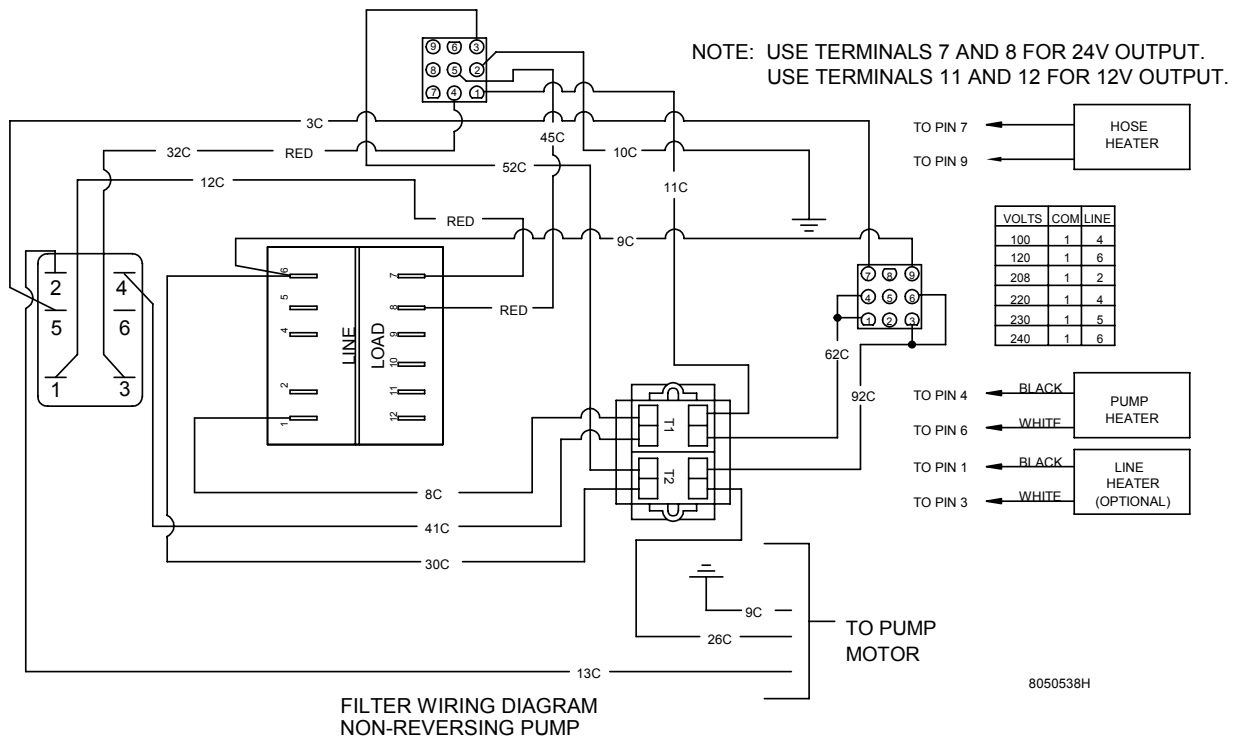 NOTE: USE TERMINALS 7 AND 8 FOR 24V OUTPUT.
USE TERMINALS 11 AND 12 FOR 12V OUTPUT.
9 6 3
8 5 2
7 4 1
3C
32C
RED
12C
45C
10C
52C
11C
RED
9C
TO PIN 7
TO PIN 9
HOSE
HEATER
VOLTS COM LINE
100 1 4
120 1 6
208 1 2
220 1 4
230 1 5
240 1 6
2 4
5 6
1 3
6
5
4
2
1
LINE
LOAD
7
8
9
10
11
12
RED
7 8 9
4 5 6
1 2 3
62C
92C
T1
T2
8C
41C
30C
TO PIN 4
BLACK
TO PIN 6
WHITE
PUMP
HEATER
TO PIN 1
BLACK
TO PIN 3
WHITE
LINE
HEATER
(OPTIONAL)
9C
26C
13C
TO PUMP
MOTOR
8050538H
FILTER WIRING DIAGRAM
NON-REVERSING PUMP